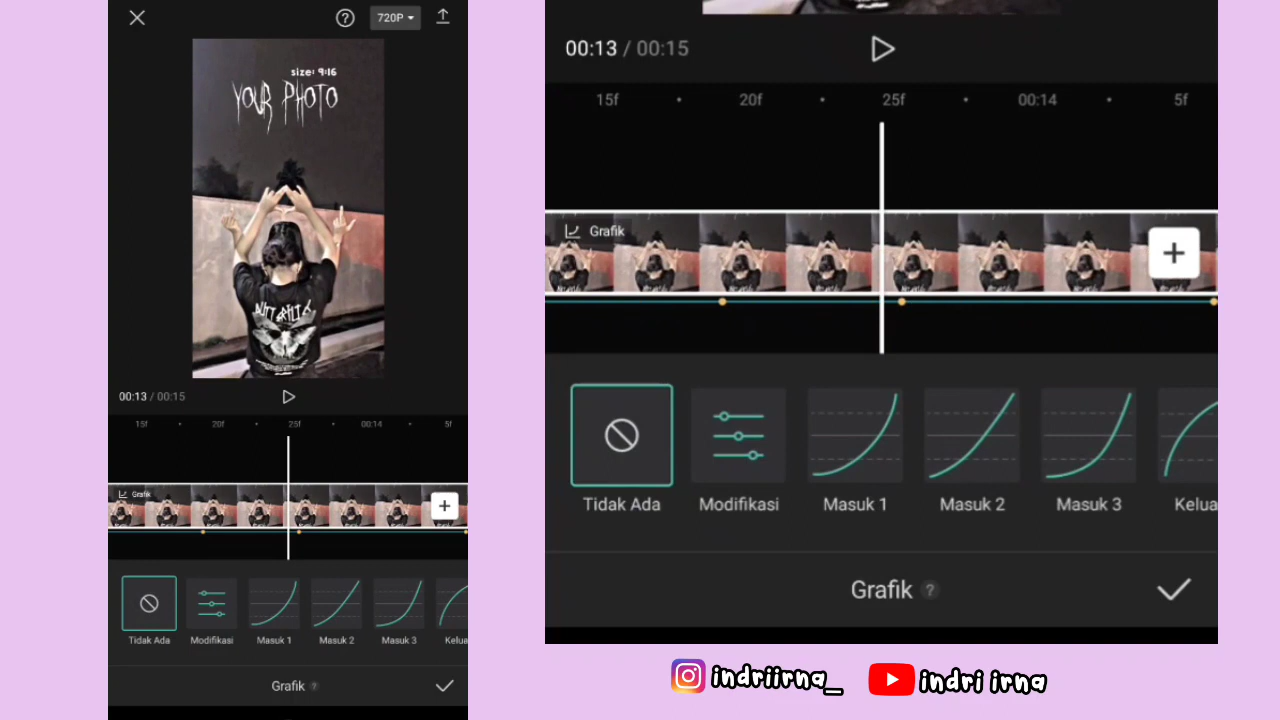 720P
size: 9:16
YOUR PHOTO
00:13 / 00:15
15f 20f 25f 00:14 5f
Grafik
Tidak Ada Modifikasi Masuk 1 Masuk 2 Masuk 3 Kelua
Grafik ?
00:13 / 00:15
15f 20f 25f 00:14 5f
Grafik
Tidak Ada Modifikasi Masuk 1 Masuk 2 Masuk 3 Kelua
Grafik ?
indriirna_ indri irna